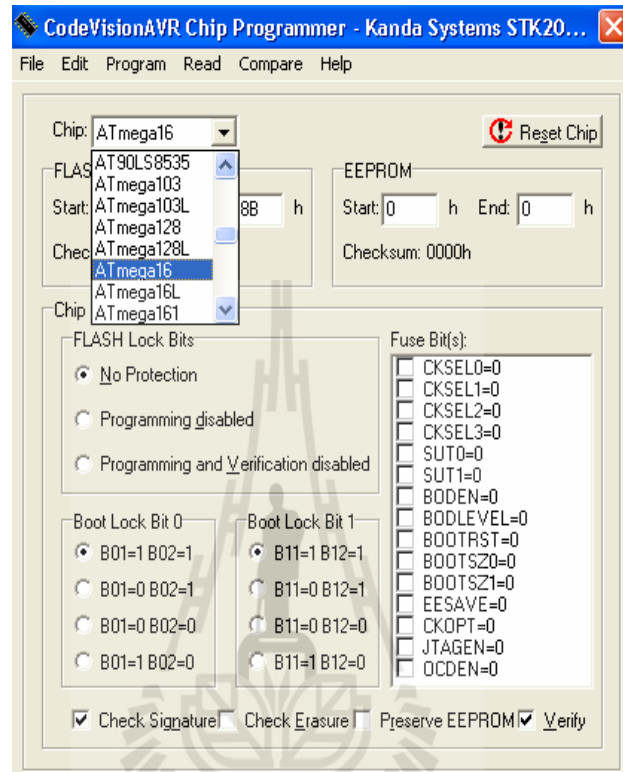 CodeVisionAVR Chip Programmer - Kanda Systems STK20...
File Edit Program Read Compare Help
Chip: ATmega16
Reset Chip
AT90LS8535
ATmega103
ATmega103L
ATmega128
ATmega128L
ATmega16
ATmega16L
ATmega161
FLAS
Start: 8B h
Chec
EEPROM
Start: 0 h End: 0 h
Checksum: 0000h
Chip
FLASH Lock Bits
No Protection
Programming disabled
Programming and Verification disabled
Fuse Bit(s):
CKSEL0=0
CKSEL1=0
CKSEL2=0
CKSEL3=0
SUT0=0
SUT1=0
BODEN=0
BODLEVEL=0
BOOTRST=0
BOOTSZ0=0
BOOTSZ1=0
EESAVE=0
CKOPT=0
JTAGEN=0
OCDEN=0
Boot Lock Bit 0
B01=1 B02=1
B01=0 B02=1
B01=0 B02=0
B01=1 B02=0
Boot Lock Bit 1
B11=1 B12=1
B11=0 B12=1
B11=0 B12=0
B11=1 B12=0
Check Signature Check Erasure Preserve EEPROM Verify